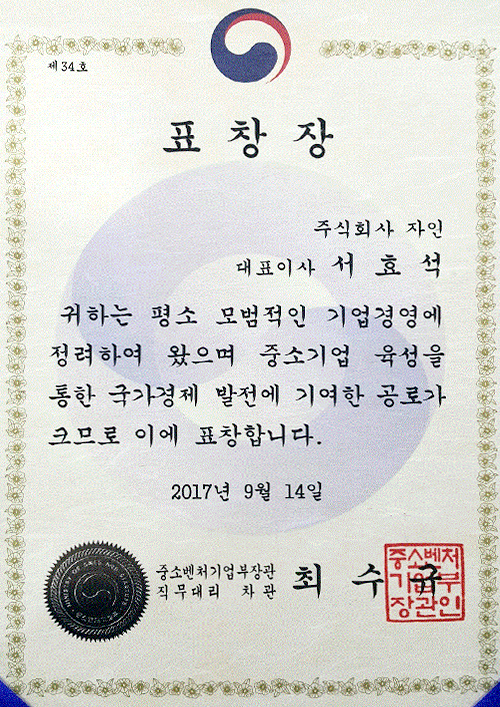 제34호
표 창 장
주식회사 자인
대표이사 서 효 석
귀하는 평소 모범적인 기업경영에
정려하여 왔으며 중소기업 육성을
통한 국가경제 발전에 기여한 공로가
크므로 이에 표창합니다.
2017년 9월 14일
중소벤처기업부장관
직무대리 차관 최 수 규
중소벤처
기업부
장관인